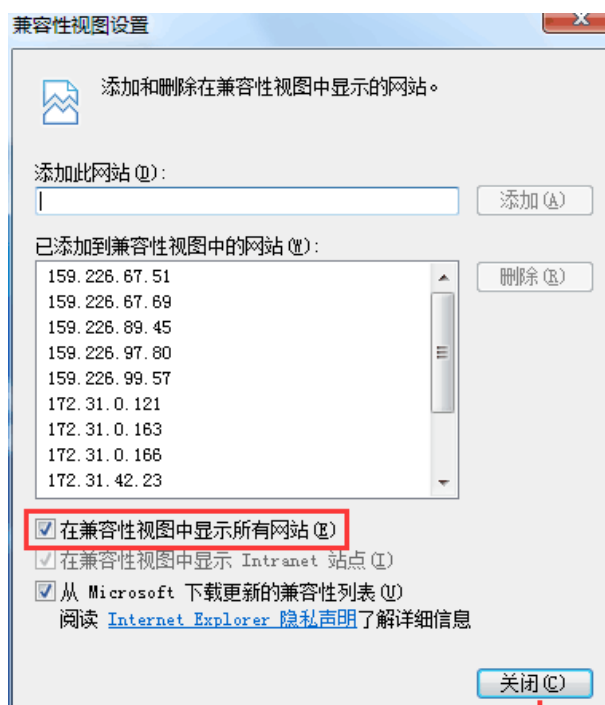 兼容性视图设置
添加和删除在兼容性视图中显示的网站。
添加此网站(D):
添加(A)
已添加到兼容性视图中的网站(W):
删除(R)
159.226.67.51
159.226.67.69
159.226.89.45
159.226.97.80
159.226.99.57
172.31.0.121
172.31.0.163
172.31.0.166
172.31.42.23
在兼容性视图中显示所有网站(E)
在兼容性视图中显示 Intranet 站点(I)
从 Microsoft 下载更新的兼容性列表(U)
阅读 Internet Explorer 隐私声明了解详细信息
关闭(C)